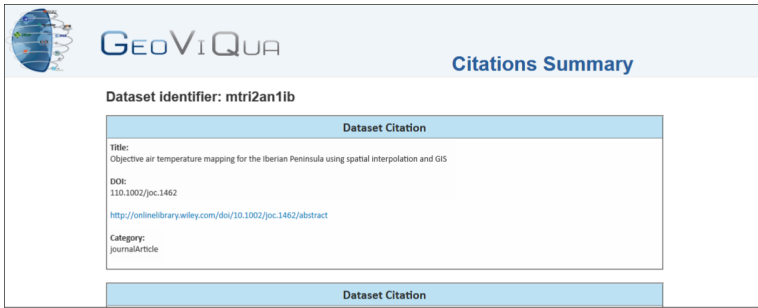 GEOVIQUA
Citations Summary
Dataset identifier: mtri2an1ib
Dataset Citation
Title:
Objective air temperature mapping for the Iberian Peninsula using spatial interpolation and GIS
DOI:
110.1002/joc.1462
http://onlinelibrary.wiley.com/doi/10.1002/joc.1462/abstract
Category:
journalArticle
Dataset Citation